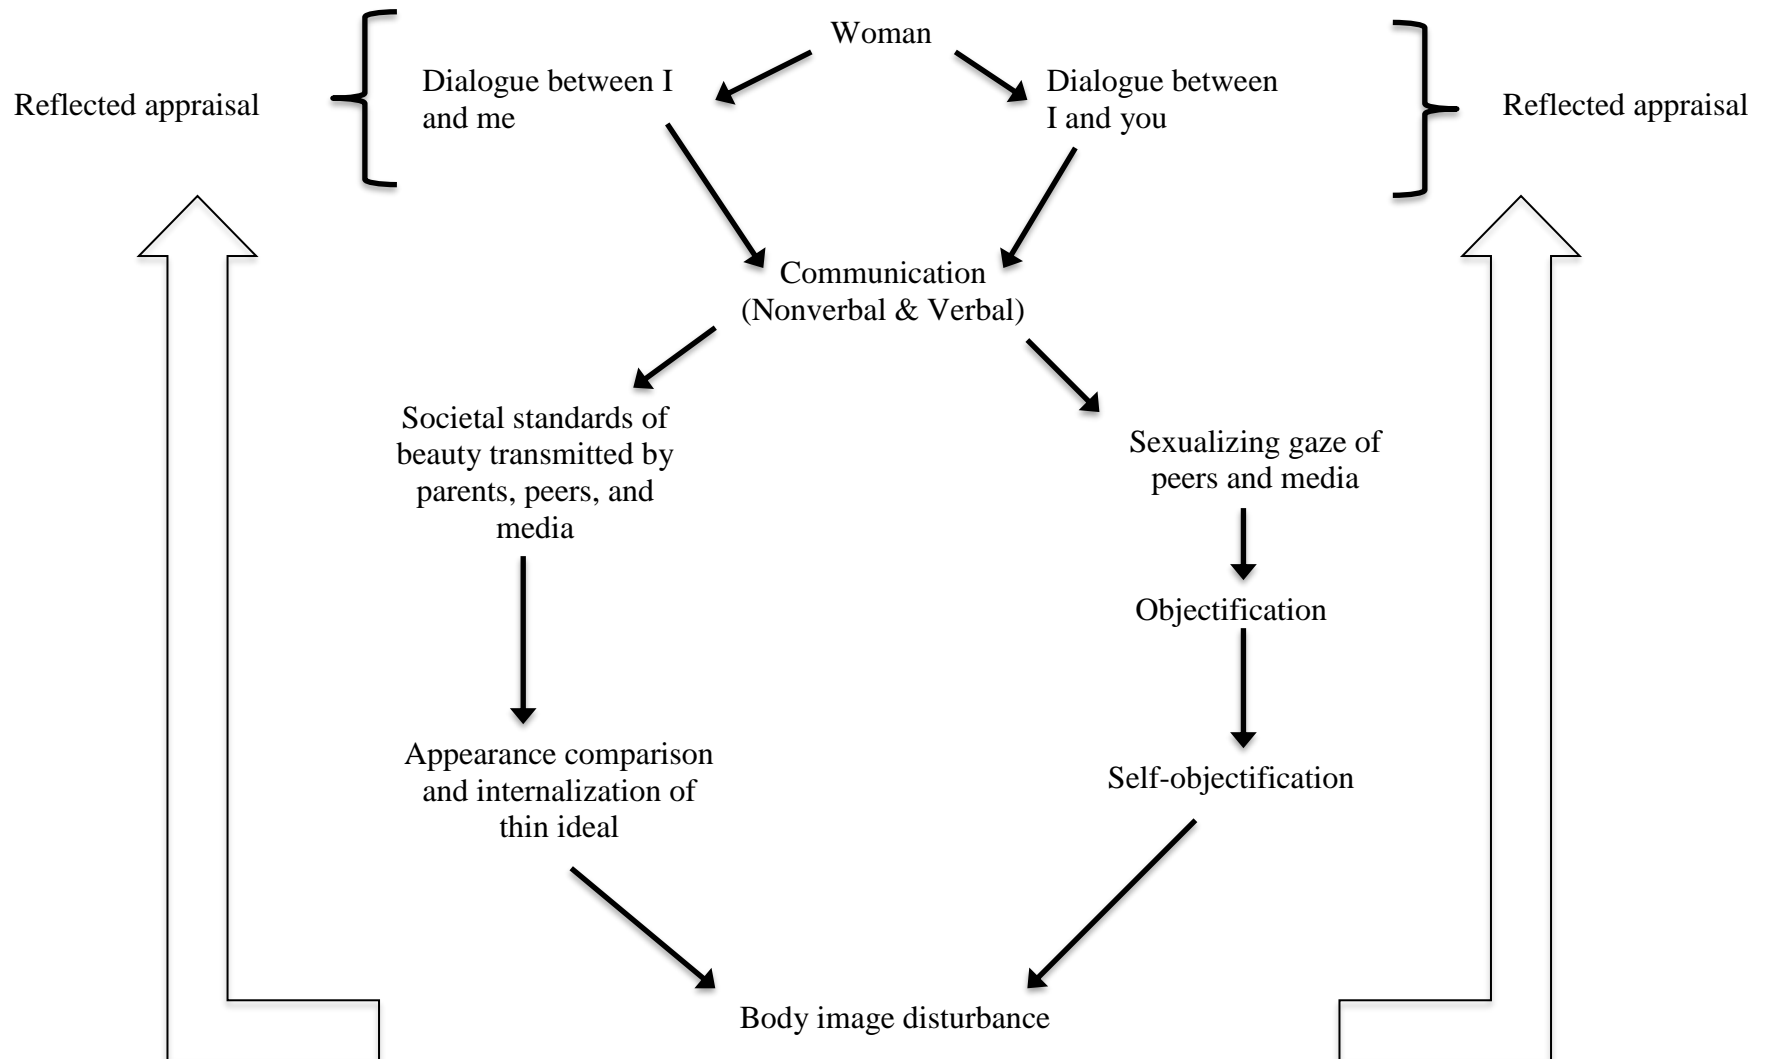 Woman
Reflected appraisal
Dialogue between I
and me
Dialogue between
I and you
Reflected appraisal
Communication
(Nonverbal & Verbal)
Societal standards of
beauty transmitted by
parents, peers, and
media
Sexualizing gaze of
peers and media
Objectification
Appearance comparison
and internalization of
thin ideal
Self-objectification
Body image disturbance